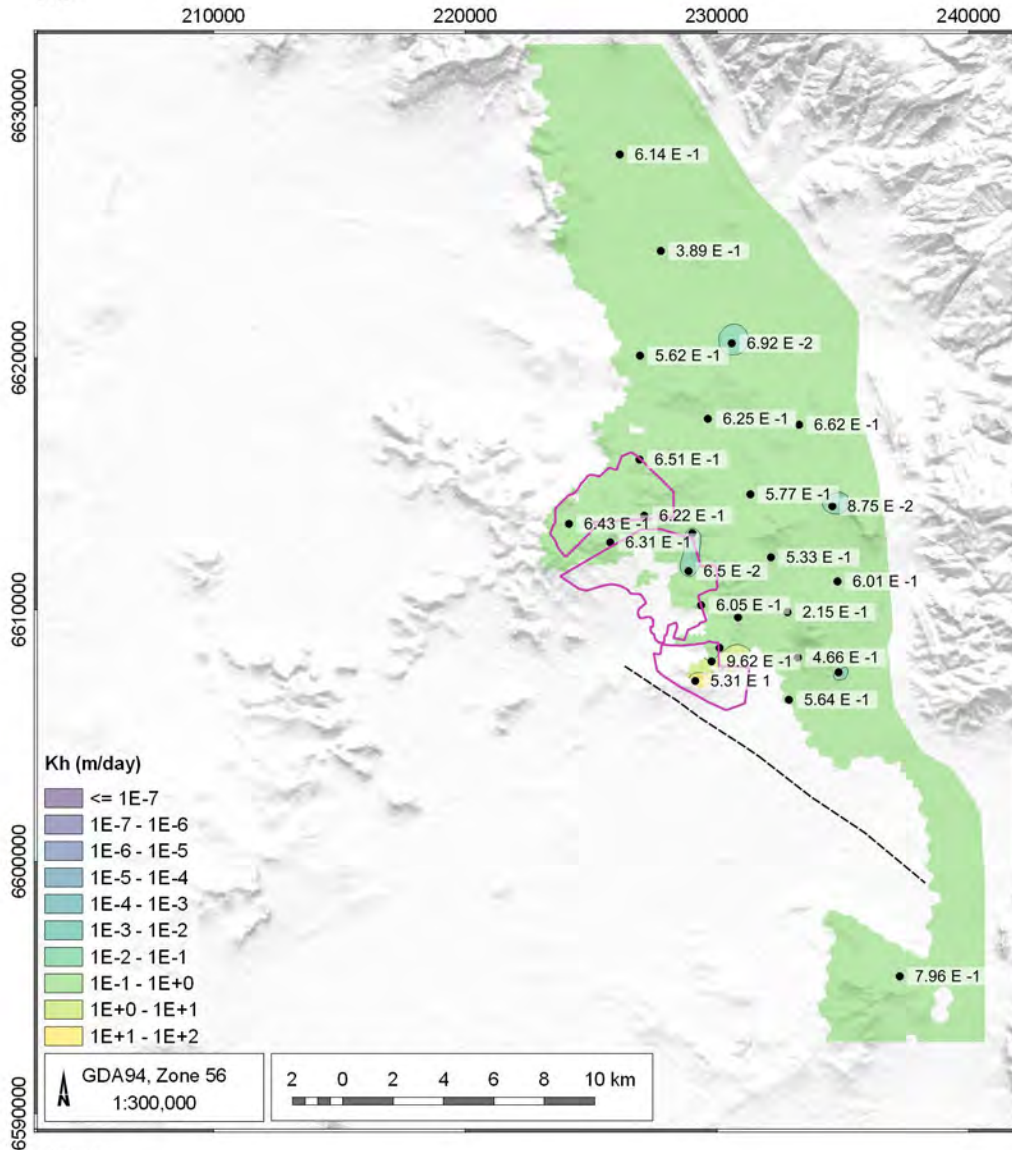 210000
220000
230000
240000
6630000
6620000
6610000
6600000
6590000
6.14 E -1
3.89 E -1
6.92 E -2
5.62 E -1
6.25 E -1
6.62 E -1
6.51 E -1
5.77 E -1
8.75 E -2
6.22 E -1
6.43 E -1
6.31 E -1
5.33 E -1
6.5 E -2
6.01 E -1
6.05 E -1
2.15 E -1
4.66 E -1
9.62 E -1
5.31 E 1
5.64 E -1
7.96 E -1
Kh (m/day)
<= 1E-7
1E-7 - 1E-6
1E-6 - 1E-5
1E-5 - 1E-4
1E-4 - 1E-3
1E-3 - 1E-2
1E-2 - 1E-1
1E-1 - 1E+0
1E+0 - 1E+1
1E+1 - 1E+2
N
GDA94, Zone 56
1:300,000
2 0 2 4 6 8 10 km